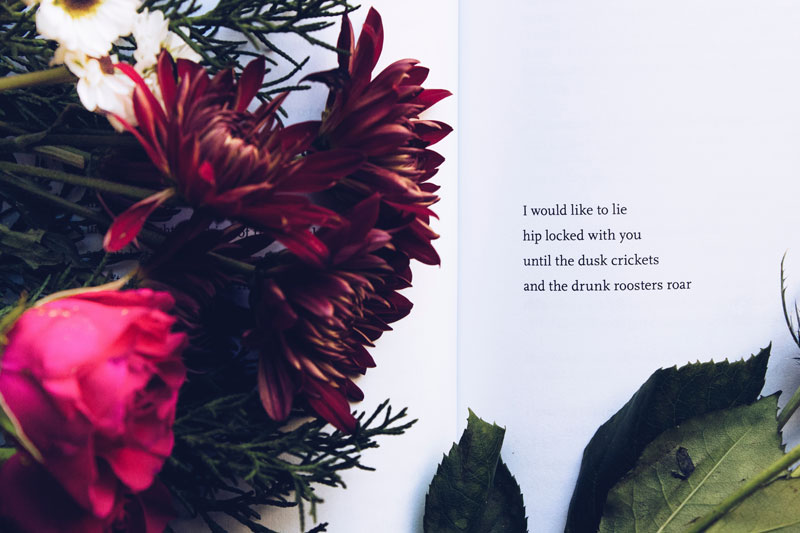 I would like to lie
hip locked with you
until the dusk crickets
and the drunk roosters roar